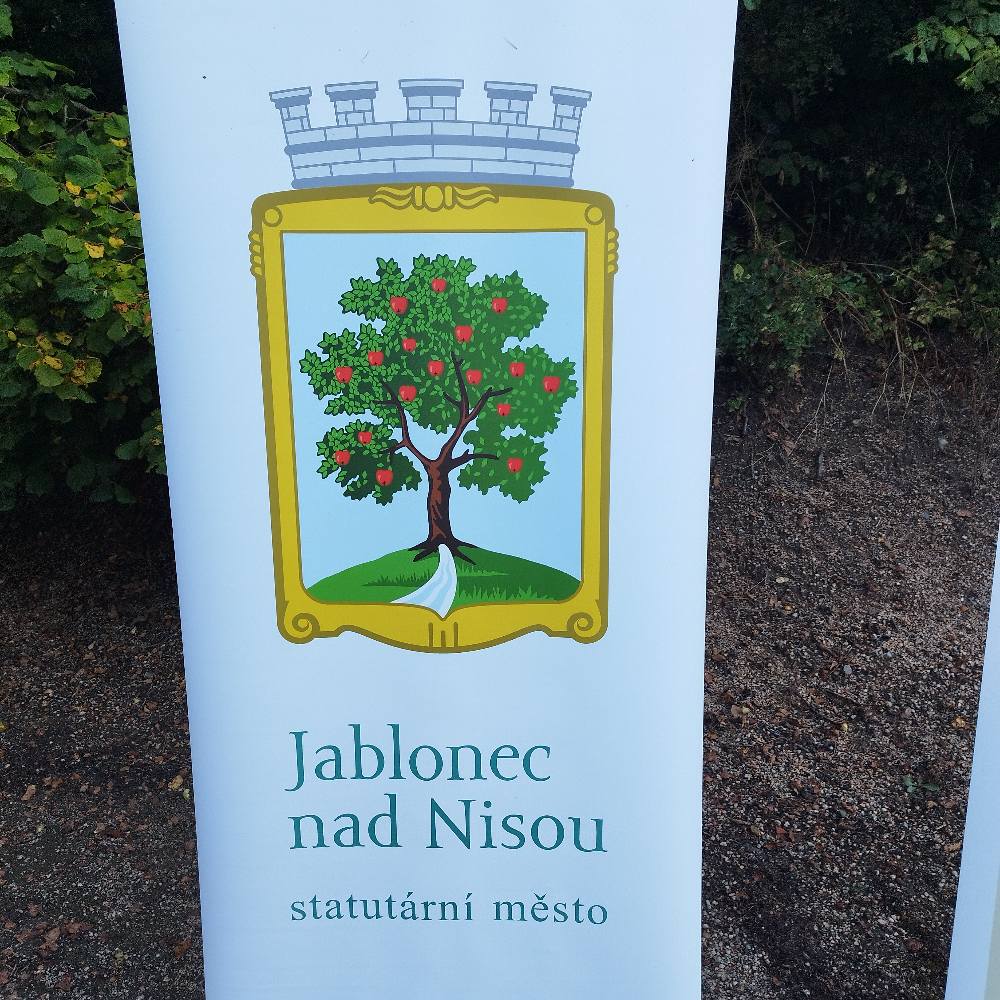 Jablonec
nad Nisou
statutární město